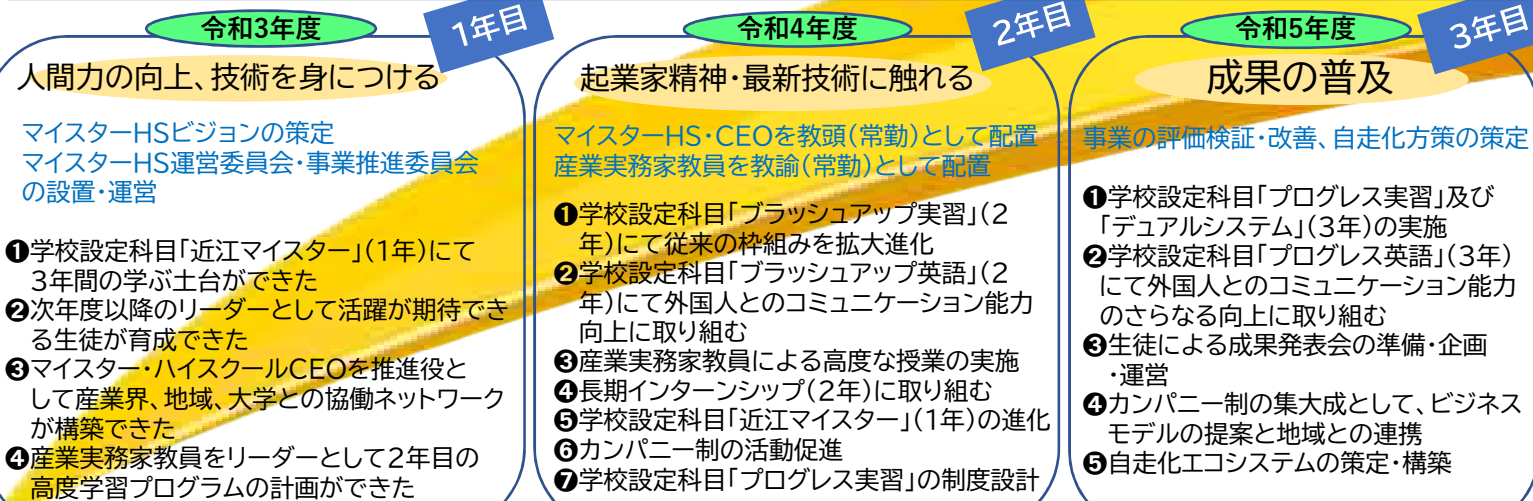 令和3年度
1年目
人間力の向上、技術を身につける
マイスターHSビジョンの策定
マイスターHS運営委員会・事業推進委員会
の設置・運営
❶学校設定科目「近江マイスター」(1年)にて
3年間の学ぶ土台ができた
❷次年度以降のリーダーとして活躍が期待でき
る生徒が育成できた
❸マイスター・ハイスクールCEOを推進役と
して産業界、地域、大学との協働ネットワーク
が構築できた
❹産業実務家教員をリーダーとして2年目の
高度学習プログラムの計画ができた
令和4年度
2年目
起業家精神・最新技術に触れる
マイスターHS・CEOを教頭(常勤)として配置
産業実務家教員を教諭(常勤)として配置
❶学校設定科目「ブラッシュアップ実習」(2
年)にて従来の枠組みを拡大進化
❷学校設定科目「ブラッシュアップ英語」(2
年)にて外国人とのコミュニケーション能力
向上に取り組む
❸産業実務家教員による高度な授業の実施
❹長期インターンシップ(2年)に取り組む
❺学校設定科目「近江マイスター」(1年)の進化
❻カンパニー制の活動促進
❼学校設定科目「プログレス実習」の制度設計
令和5年度
3年目
成果の普及
事業の評価検証・改善、自走化方策の策定
❶学校設定科目「プログレス実習」及び
「デュアルシステム」(3年)の実施
❷学校設定科目「プログレス英語」(3年)
にて外国人とのコミュニケーション能力
のさらなる向上に取り組む
❸生徒による成果発表会の準備・企画
・運営
❹カンパニー制の集大成として、ビジネス
モデルの提案と地域との連携
❺自走化エコシステムの策定・構築